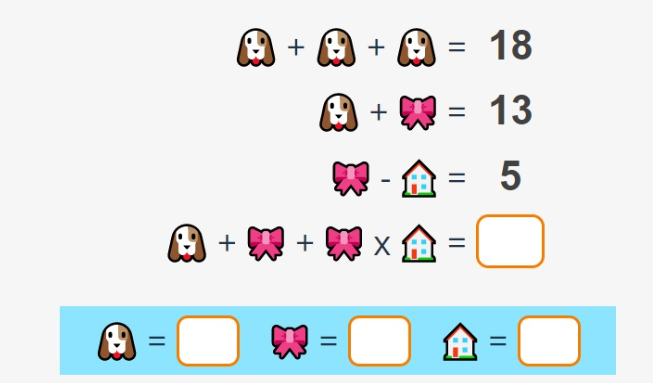 🐶 + 🐶 + 🐶 = 18
🐶 + 🎀 = 13
🎀 - 🏠 = 5
🐶 + 🎀 + 🎀 x 🏠 =
🐶 = 🎀 = 🏠 =